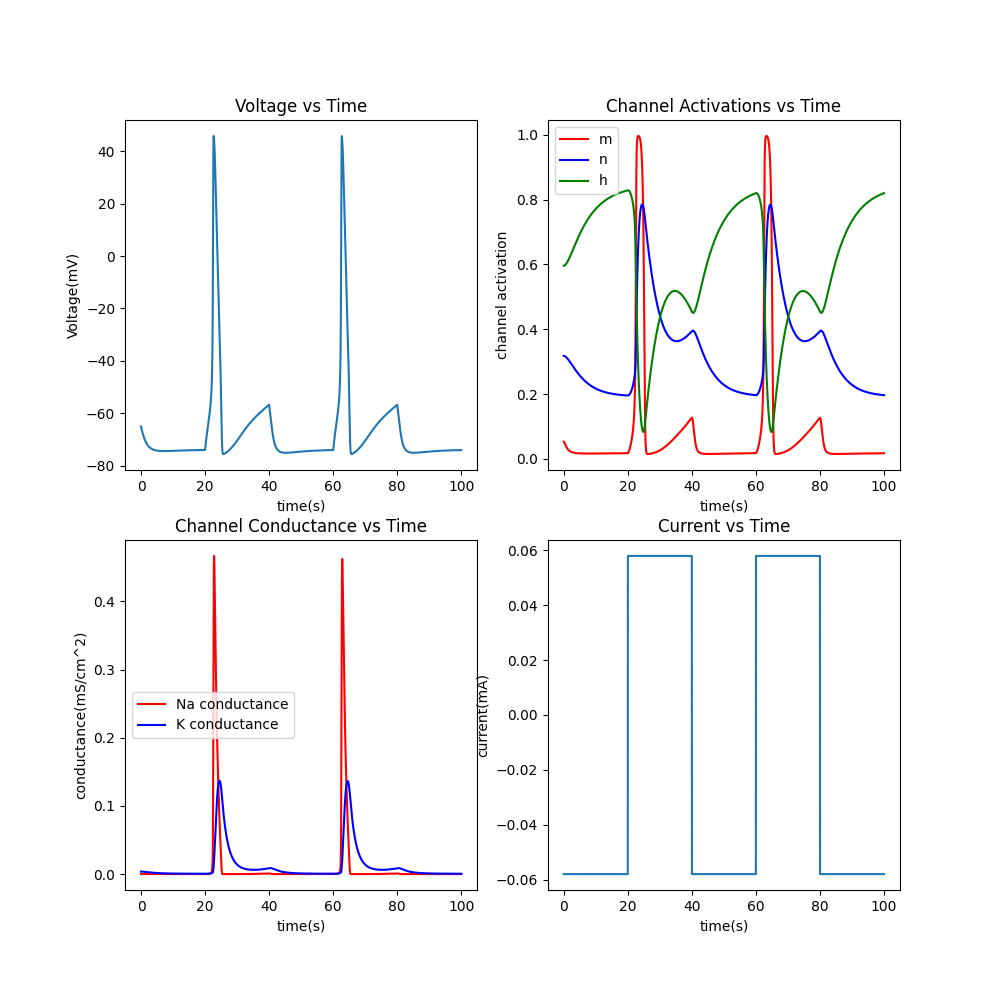 Voltage vs Time
Voltage(mV)
40
20
0
−20
−40
−60
−80
0 20 40 60 80 100
time(s)
Channel Activations vs Time
channel activation
1.0
0.8
0.6
0.4
0.2
0.0
m
n
h
0 20 40 60 80 100
time(s)
Channel Conductance vs Time
conductance(mS/cm^2)
0.4
0.3
0.2
0.1
0.0
Na conductance
K conductance
0 20 40 60 80 100
time(s)
Current vs Time
current(mA)
0.06
0.04
0.02
0.00
−0.02
−0.04
−0.06
0 20 40 60 80 100
time(s)